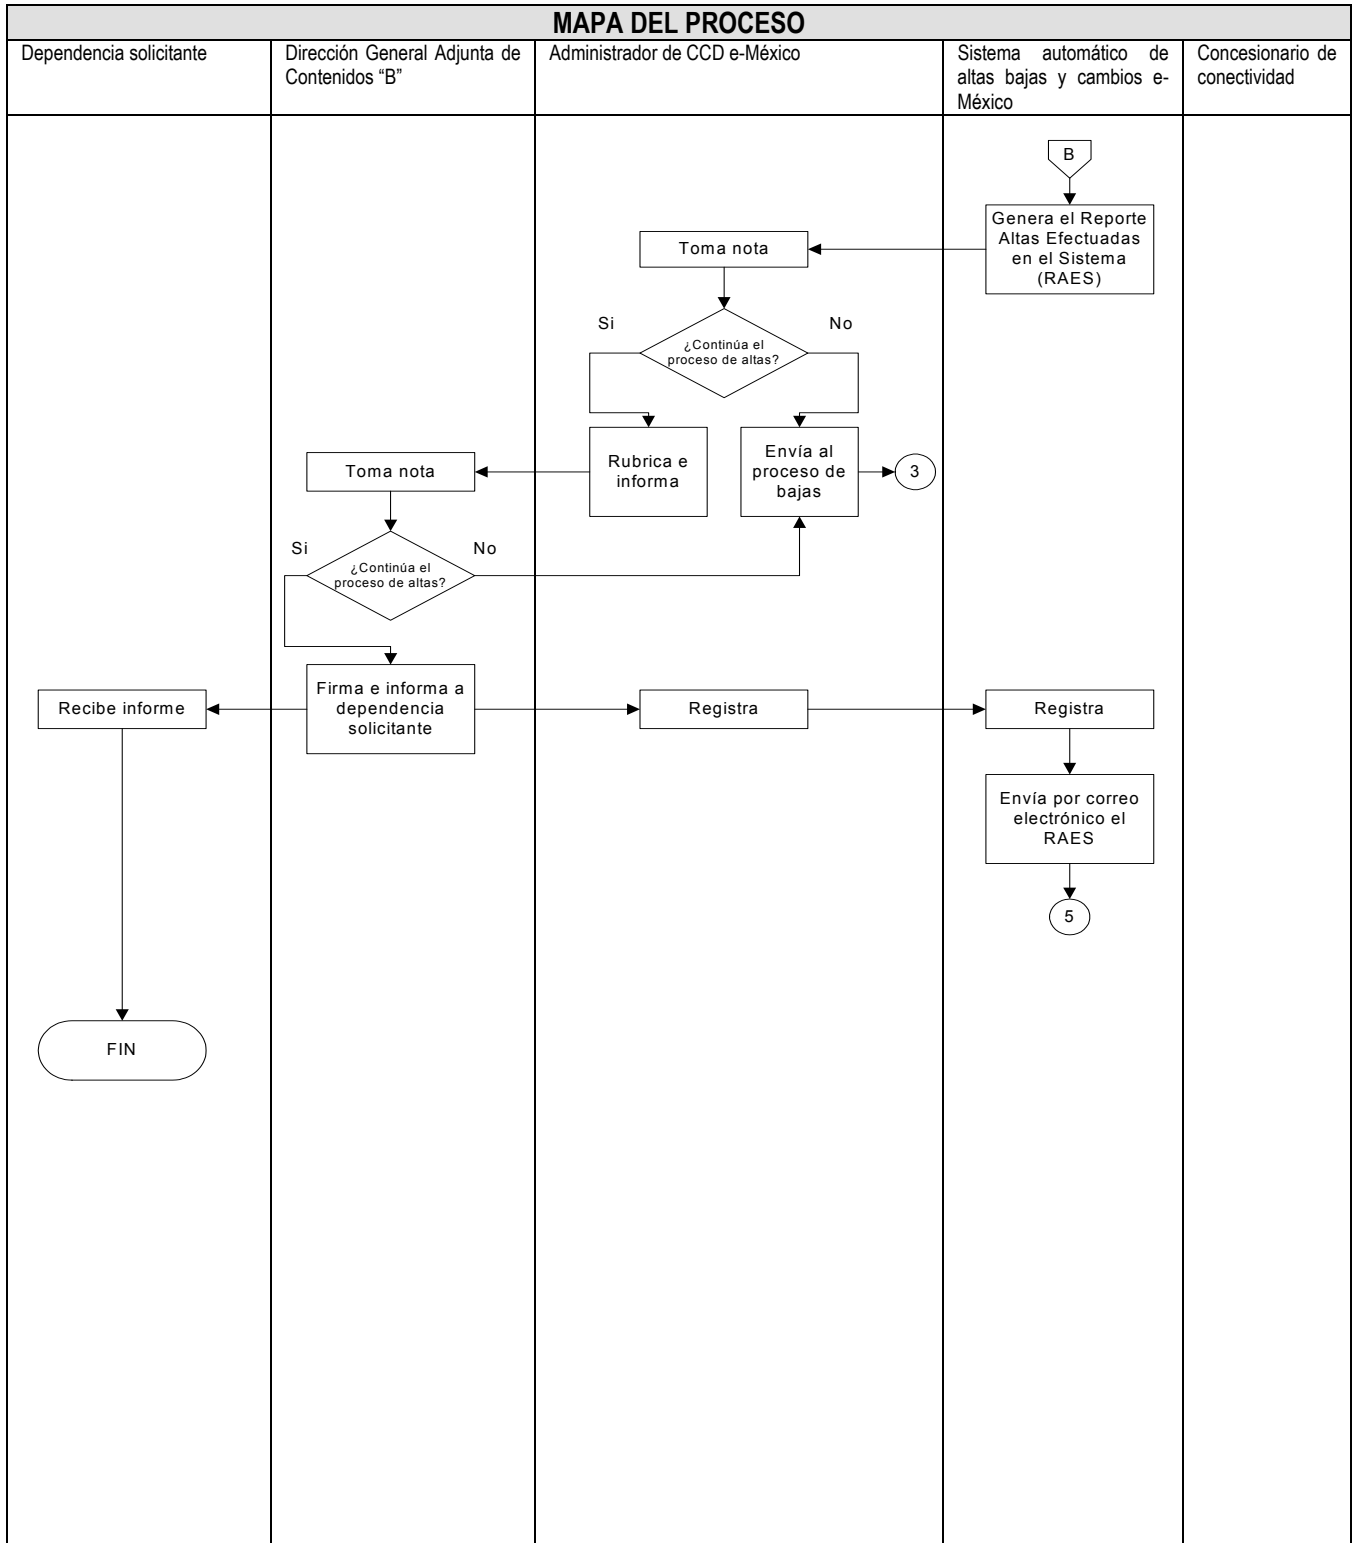 MAPA DEL PROCESO
Dependencia solicitante
Dirección General Adjunta de
Contenidos “B”
Administrador de CCD e-México
Sistema automático de
altas bajas y cambios e-
México
Concesionario de
conectividad
B
Genera el Reporte
Altas Efectuadas
en el Sistema
(RAES)
Toma nota
Si
No
¿Continúa el
proceso de altas?
Rubrica e
informa
Envía al
proceso de
bajas
3
Toma nota
Si
No
¿Continúa el
proceso de altas?
Firma e informa a
dependencia
solicitante
Recibe informe
Registra
Registra
Envía por correo
electrónico el
RAES
5
FIN